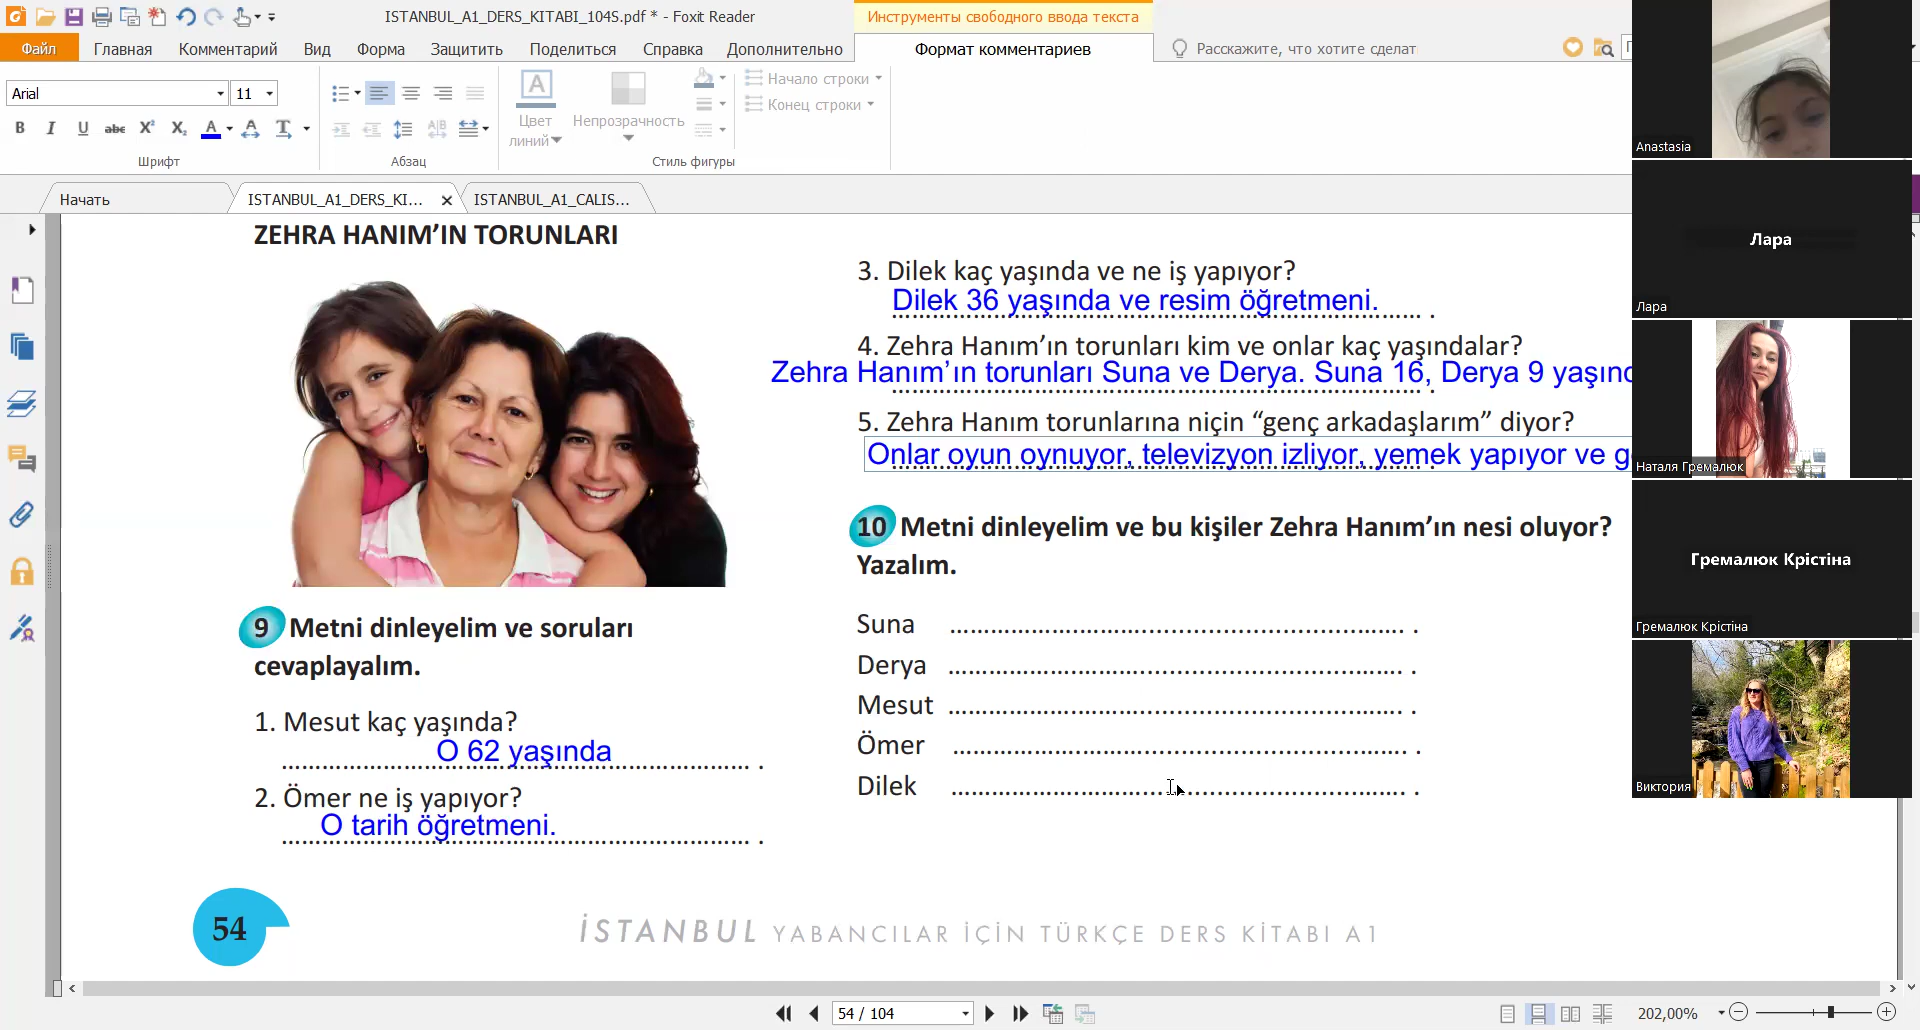 ISTANBUL_A1_DERS_KITABI_104S.pdf * - Foxit Reader
Инструменты свободного ввода текста
Файл
Главная
Комментарий
Вид
Форма
Защитить
Поделиться
Справка
Дополнительно
Формат комментариев
Расскажите, что хотите сделат
Arial
11
Начало строки
Конец строки
Цвет линий
Непрозрачность
Шрифт
Абзац
Стиль фигуры
Начать
ISTANBUL_A1_DERS_KI...
ISTANBUL_A1_CALIS...
ZEHRA HANIM’IN TORUNLARI
9 Metni dinleyelim ve soruları
cevaplayalım.
1. Mesut kaç yaşında?
O 62 yaşında
2. Ömer ne iş yapıyor?
O tarih öğretmeni.
3. Dilek kaç yaşında ve ne iş yapıyor?
Dilek 36 yaşında ve resim öğretmeni.
4. Zehra Hanım’ın torunları kim ve onlar kaç yaşındalar?
Zehra Hanım’ın torunları Suna ve Derya. Suna 16, Derya 9 yaşınd
5. Zehra Hanım torunlarına niçin “genç arkadaşlarım” diyor?
Onlar oyun oynuyor, televizyon izliyor, yemek yapıyor ve g
10 Metni dinleyelim ve bu kişiler Zehra Hanım’ın nesi oluyor?
Yazalım.
Suna ........................................ .
Derya ........................................ .
Mesut ........................................ .
Ömer ........................................ .
Dilek ........................................ .
54
İSTANBUL YABANCILAR İÇİN TÜRKÇE DERS KİTABI A1
54 / 104
202,00%
Anastasia
Лара
Лара
Наталя Гремалюк
Гремалюк Крістіна
Гремалюк Крістіна
Виктория